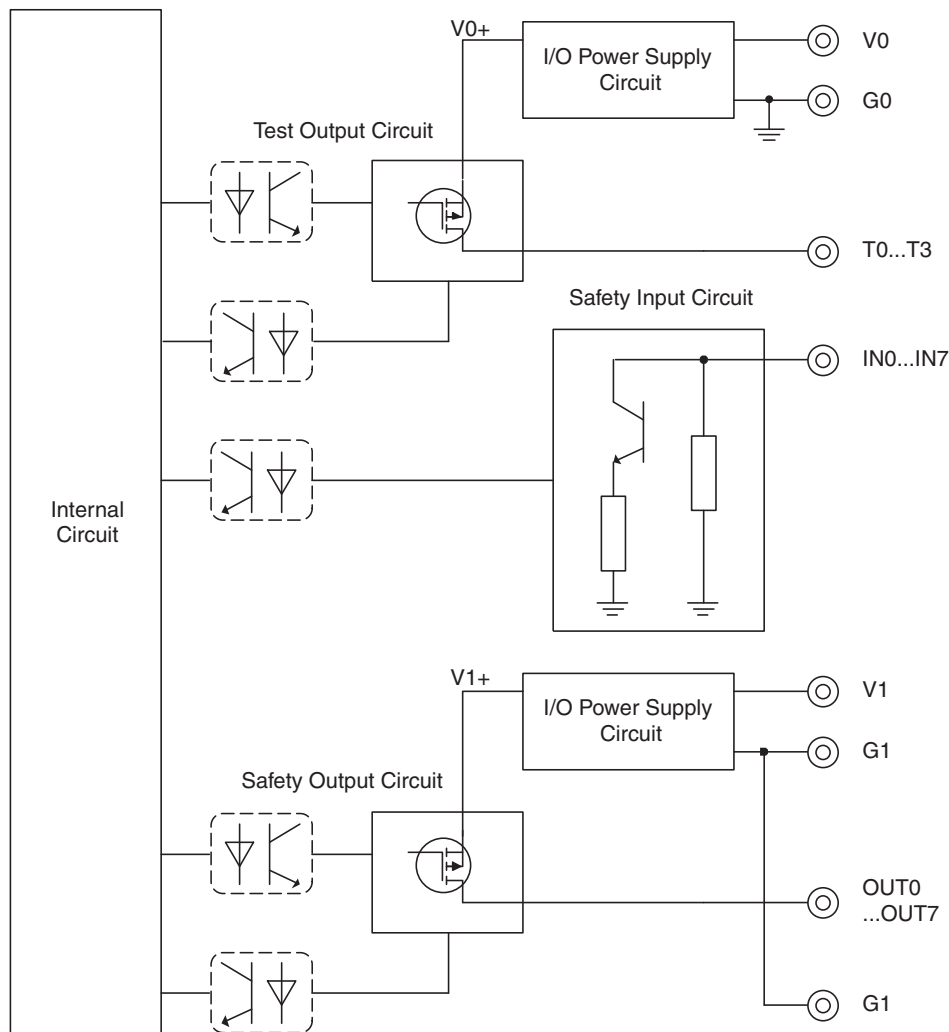 V0+
I/O Power Supply
Circuit
V0
G0
Test Output Circuit
T0...T3
Safety Input Circuit
IN0...IN7
Internal
Circuit
V1+
I/O Power Supply
Circuit
V1
G1
Safety Output Circuit
OUT0
...OUT7
G1